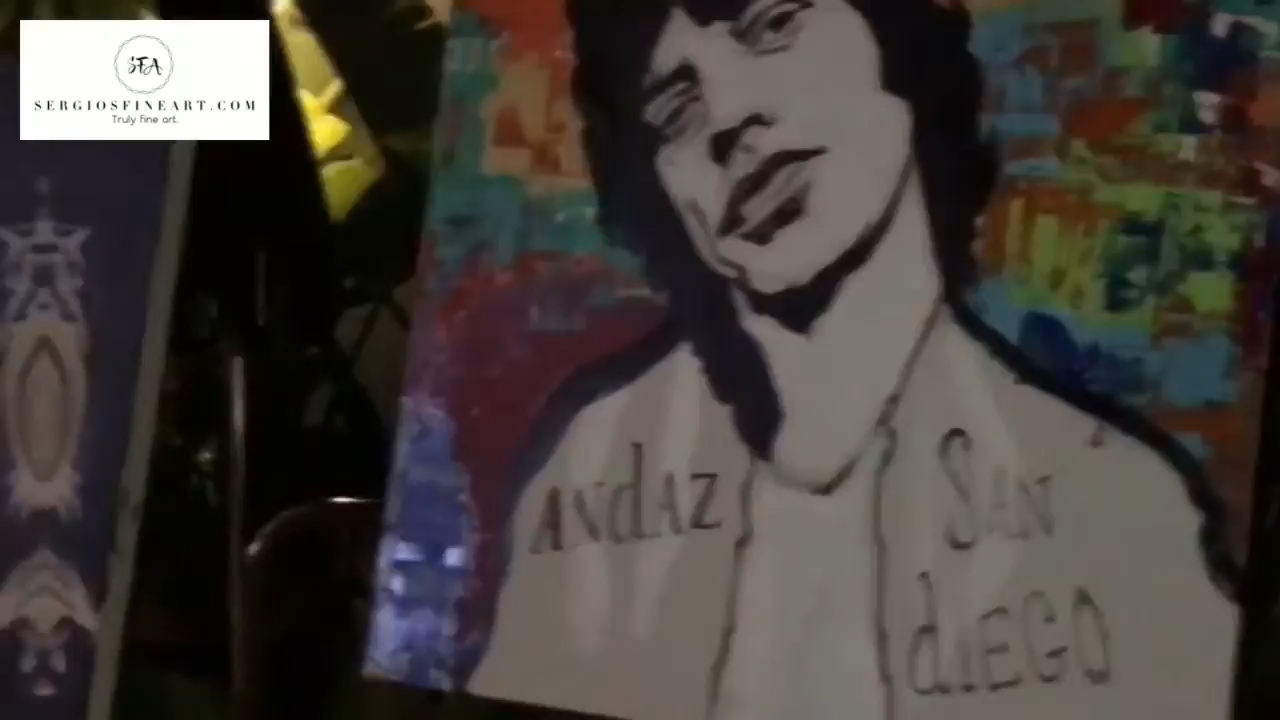 SFA
SERGIOSFINEART.COM
Truly fine art.
ANdAZ
SAN
diEGO